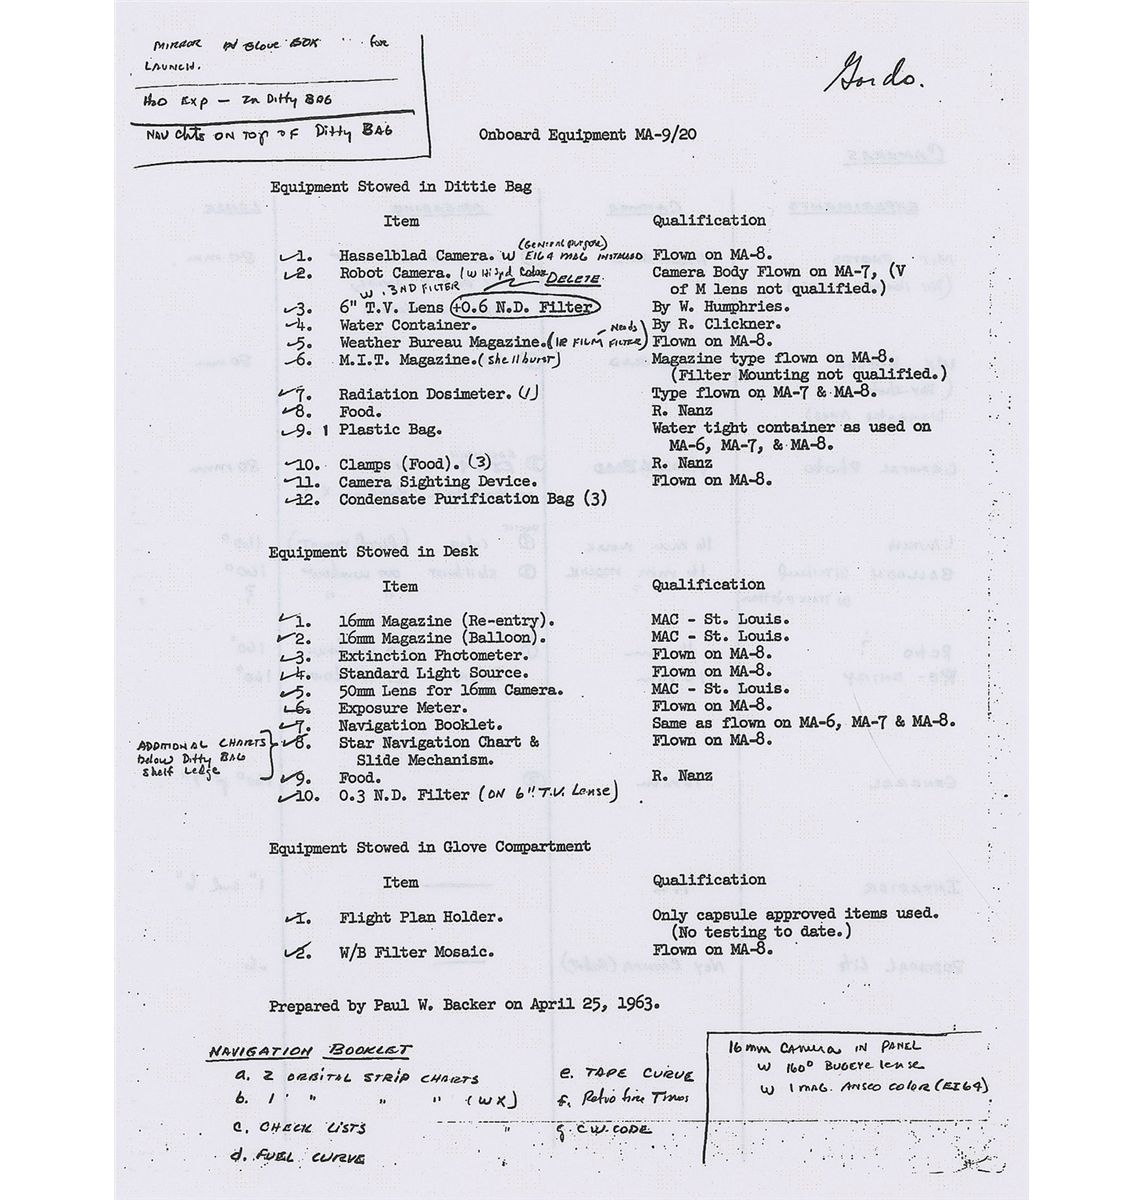 MIRROR IN Glove BOX for
LAUNCH.
H2O Exp — In Ditty BAG
NAV Chts ON TOP OF Ditty BAG
Gordo.
Onboard Equipment MA-9/20
Equipment Stowed in Dittie Bag
Item Qualification
(General purpose)
1. Hasselblad Camera. W EI64 MAG INSTALLED Flown on MA-8.
2. Robot Camera. (W Hi Spd Color DELETE Camera Body Flown on MA-7, (V
W .3ND FILTER of M lens not qualified.)
3. 6" T.V. Lens +0.6 N.D. Filter By W. Humphries.
4. Water Container. By R. Clickner.
Needs
5. Weather Bureau Magazine. (IR FILM FILTER) Flown on MA-8.
6. M.I.T. Magazine. (shellburst) Magazine type flown on MA-8.
(Filter Mounting not qualified.)
7. Radiation Dosimeter. (1) Type flown on MA-7 & MA-8.
8. Food. R. Nanz
9. 1 Plastic Bag. Water tight container as used on
MA-6, MA-7, & MA-8.
10. Clamps (Food). (3) R. Nanz
11. Camera Sighting Device. Flown on MA-8.
12. Condensate Purification Bag (3)
Equipment Stowed in Desk
Item Qualification
1. 16mm Magazine (Re-entry). MAC - St. Louis.
2. 16mm Magazine (Balloon). MAC - St. Louis.
3. Extinction Photometer. Flown on MA-8.
4. Standard Light Source. Flown on MA-8.
5. 50mm Lens for 16mm Camera. MAC - St. Louis.
6. Exposure Meter. Flown on MA-8.
7. Navigation Booklet. Same as flown on MA-6, MA-7 & MA-8.
ADDITIONAL CHARTS
below Ditty BAG
Shelf Ledge
8. Star Navigation Chart & Flown on MA-8.
Slide Mechanism.
9. Food. R. Nanz
10. 0.3 N.D. Filter (ON 6" T.V. Lense)
Equipment Stowed in Glove Compartment
Item Qualification
1. Flight Plan Holder. Only capsule approved items used.
(No testing to date.)
2. W/B Filter Mosaic. Flown on MA-8.
Prepared by Paul W. Backer on April 25, 1963.
NAVIGATION BOOKLET
a. 2 ORBITAL STRIP CHARTS
b. 1 " " " (WX)
c. CHECK LISTS
d. FUEL CURVE
e. TAPE CURVE
f. Retro fire Times
g C.W. CODE
16mm CAMERA IN PANEL
W 160° BUGEYE lense
W 1 MAG. ANSCO COLOR (EI64)